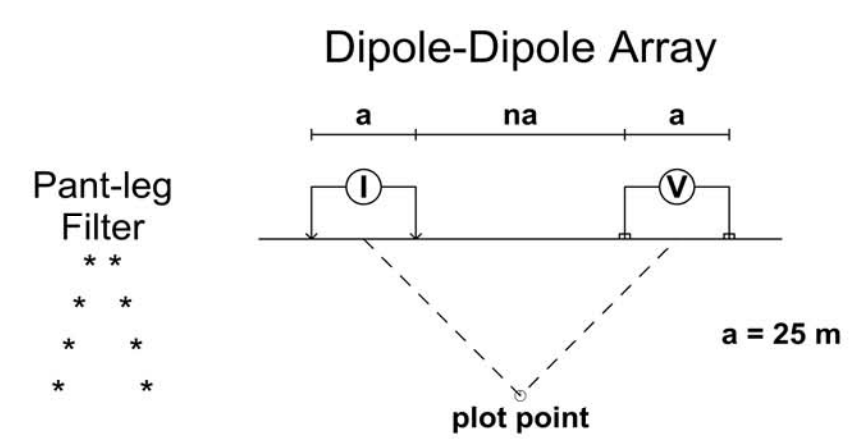 Dipole-Dipole Array
a na a
Pant-leg
Filter
* *
* *
* *
* *
I V
a = 25 m
plot point